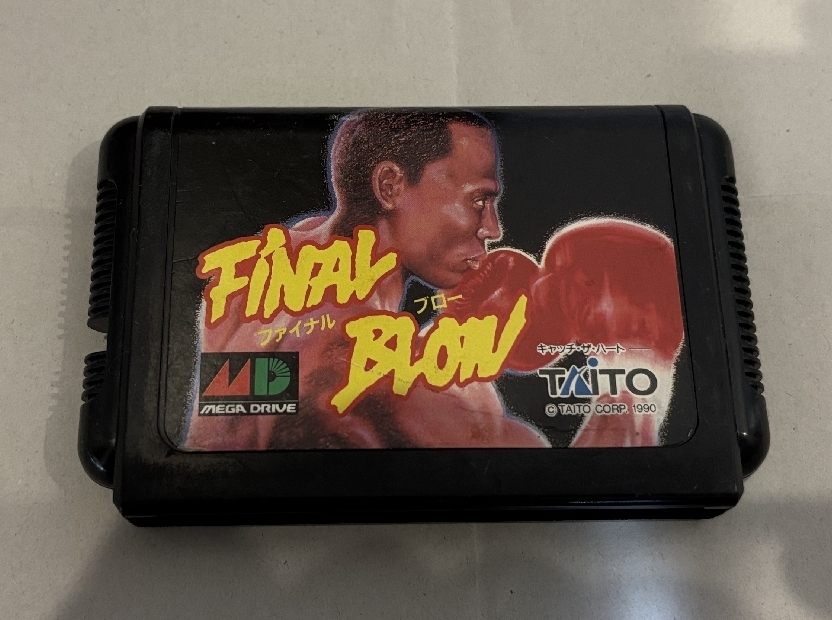 FINAL
ファイナル
BLOW
ブロー
MD
MEGA DRIVE
キャッチ・ザ・ハート
TAITO
© TAITO CORP. 1990